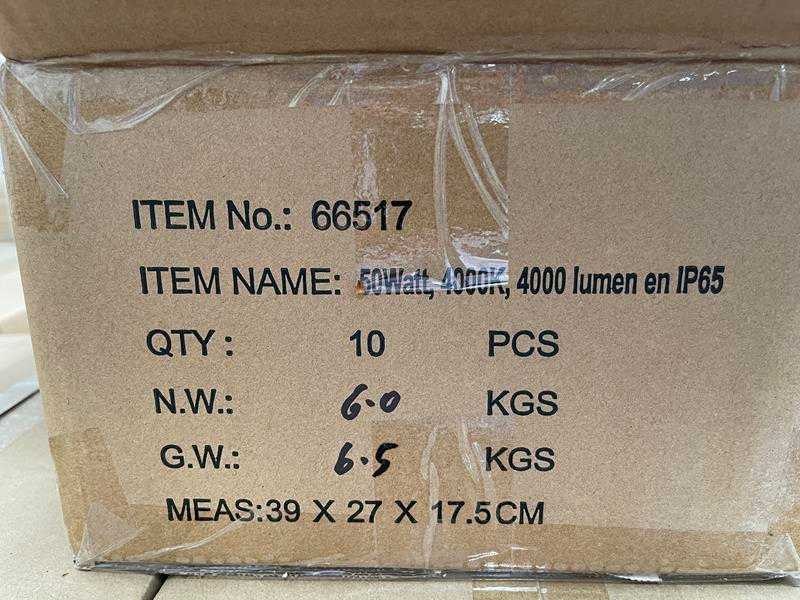 ITEM No.: 66517
ITEM NAME: 50Watt, 4000K, 4000 lumen en IP65
QTY : 10 PCS
N.W.: 6.0 KGS
G.W.: 6.5 KGS
MEAS:39 X 27 X 17.5CM